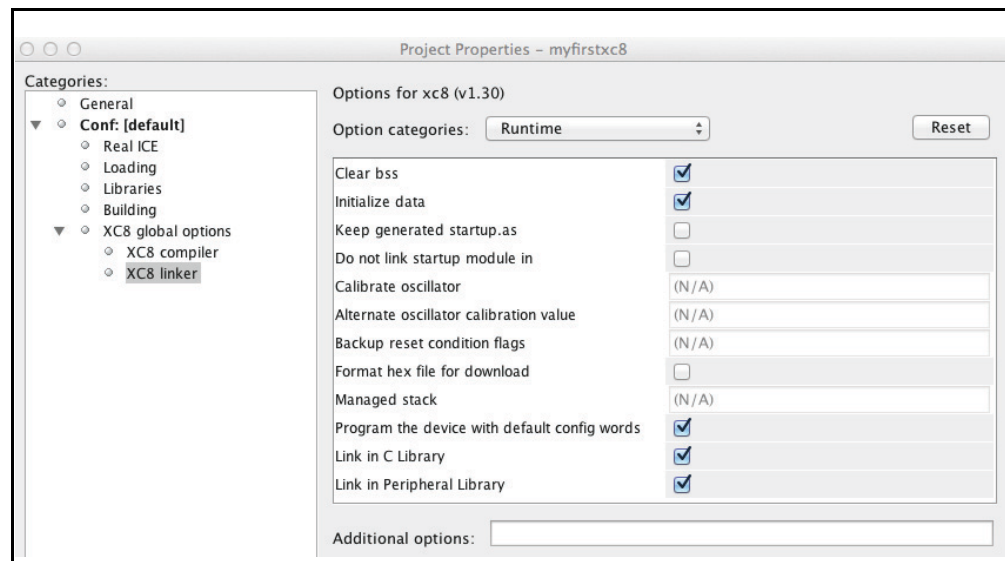 Project Properties – myfirstxc8
Categories:
General
Conf: [default]
Real ICE
Loading
Libraries
Building
XC8 global options
XC8 compiler
XC8 linker
Options for xc8 (v1.30)
Option categories: Runtime Reset
Clear bss
Initialize data
Keep generated startup.as
Do not link startup module in
Calibrate oscillator (N/A)
Alternate oscillator calibration value (N/A)
Backup reset condition flags (N/A)
Format hex file for download
Managed stack (N/A)
Program the device with default config words
Link in C Library
Link in Peripheral Library
Additional options: